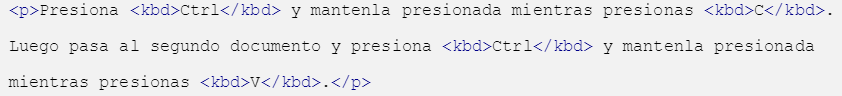 <p>Presiona <kbd>Ctrl</kbd> y mantenla presionada mientras presionas <kbd>C</kbd>.
Luego pasa al segundo documento y presiona <kbd>Ctrl</kbd> y mantenla presionada
mientras presionas <kbd>V</kbd>.</p>